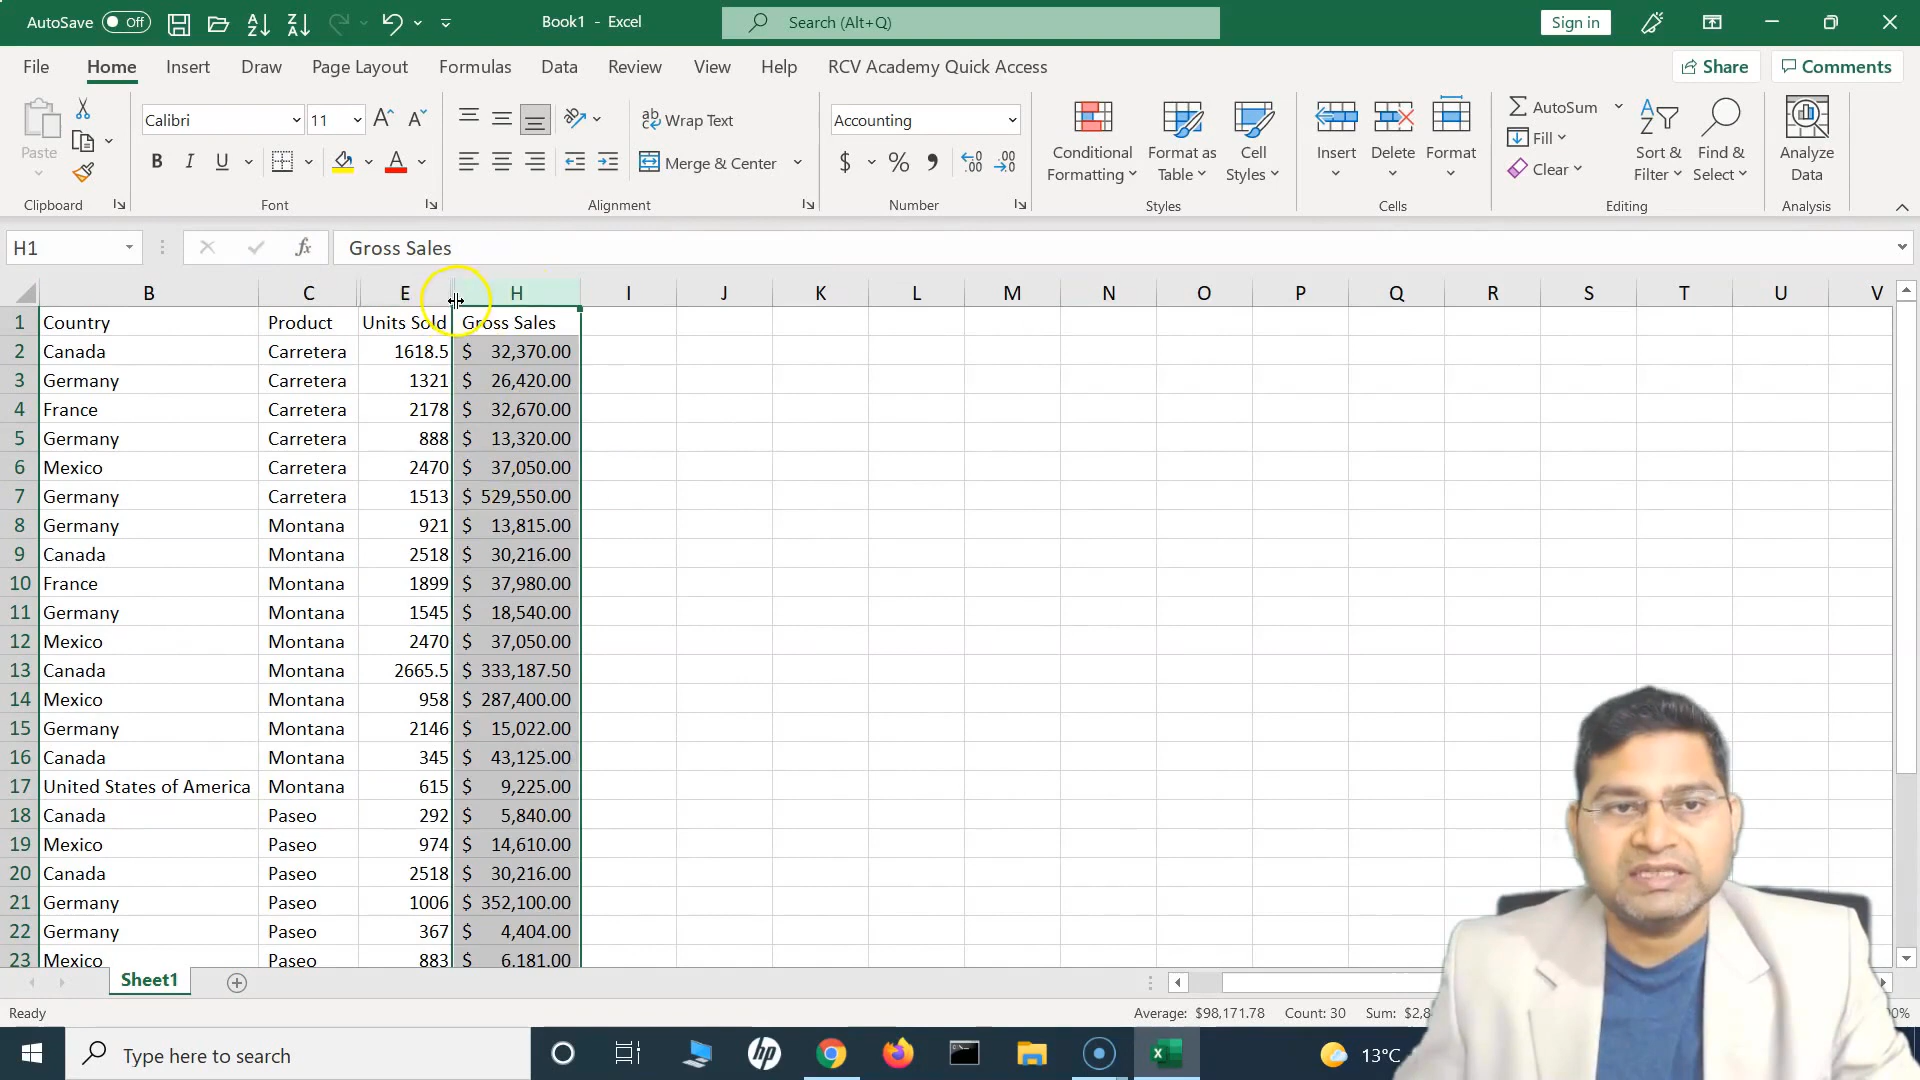 AutoSave Off Book1 - Excel Search (Alt+Q) Sign in
File Home Insert Draw Page Layout Formulas Data Review View Help RCV Academy Quick Access Share Comments
Paste
Clipboard
Calibri 11
B I U
Font
ab Wrap Text
Merge & Center
Alignment
Accounting
$ % ,
Number
Conditional Formatting
Format as Table
Cell Styles
Styles
Insert Delete Format
Cells
AutoSum
Fill
Clear
Sort & Filter
Find & Select
Editing
Analyze Data
Analysis
H1 fx Gross Sales
B C E H I J K L M N O P Q R S T U V
1 Country Product Units Sold Gross Sales
2 Canada Carretera 1618.5 $ 32,370.00
3 Germany Carretera 1321 $ 26,420.00
4 France Carretera 2178 $ 32,670.00
5 Germany Carretera 888 $ 13,320.00
6 Mexico Carretera 2470 $ 37,050.00
7 Germany Carretera 1513 $ 529,550.00
8 Germany Montana 921 $ 13,815.00
9 Canada Montana 2518 $ 30,216.00
10 France Montana 1899 $ 37,980.00
11 Germany Montana 1545 $ 18,540.00
12 Mexico Montana 2470 $ 37,050.00
13 Canada Montana 2665.5 $ 333,187.50
14 Mexico Montana 958 $ 287,400.00
15 Germany Montana 2146 $ 15,022.00
16 Canada Montana 345 $ 43,125.00
17 United States of America Montana 615 $ 9,225.00
18 Canada Paseo 292 $ 5,840.00
19 Mexico Paseo 974 $ 14,610.00
20 Canada Paseo 2518 $ 30,216.00
21 Germany Paseo 1006 $ 352,100.00
22 Germany Paseo 367 $ 4,404.00
23 Mexico Paseo 883 $ 6,181.00
Sheet1
Ready Average: $98,171.78 Count: 30 Sum: $2,8
Type here to search hp 13°C